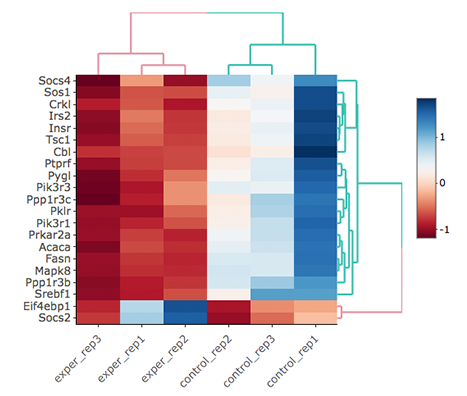 Socs4
Sos1
Crkl
Irs2
Insr
Tsc1
Cbl
Ptprf
Pygl
Pik3r3
Ppp1r3c
Pklr
Pik3r1
Prkar2a
Acaca
Fasn
Mapk8
Ppp1r3b
Srebf1
Eif4ebp1
Socs2
1
0
-1
exper_rep3
exper_rep1
exper_rep2
control_rep2
control_rep3
control_rep1